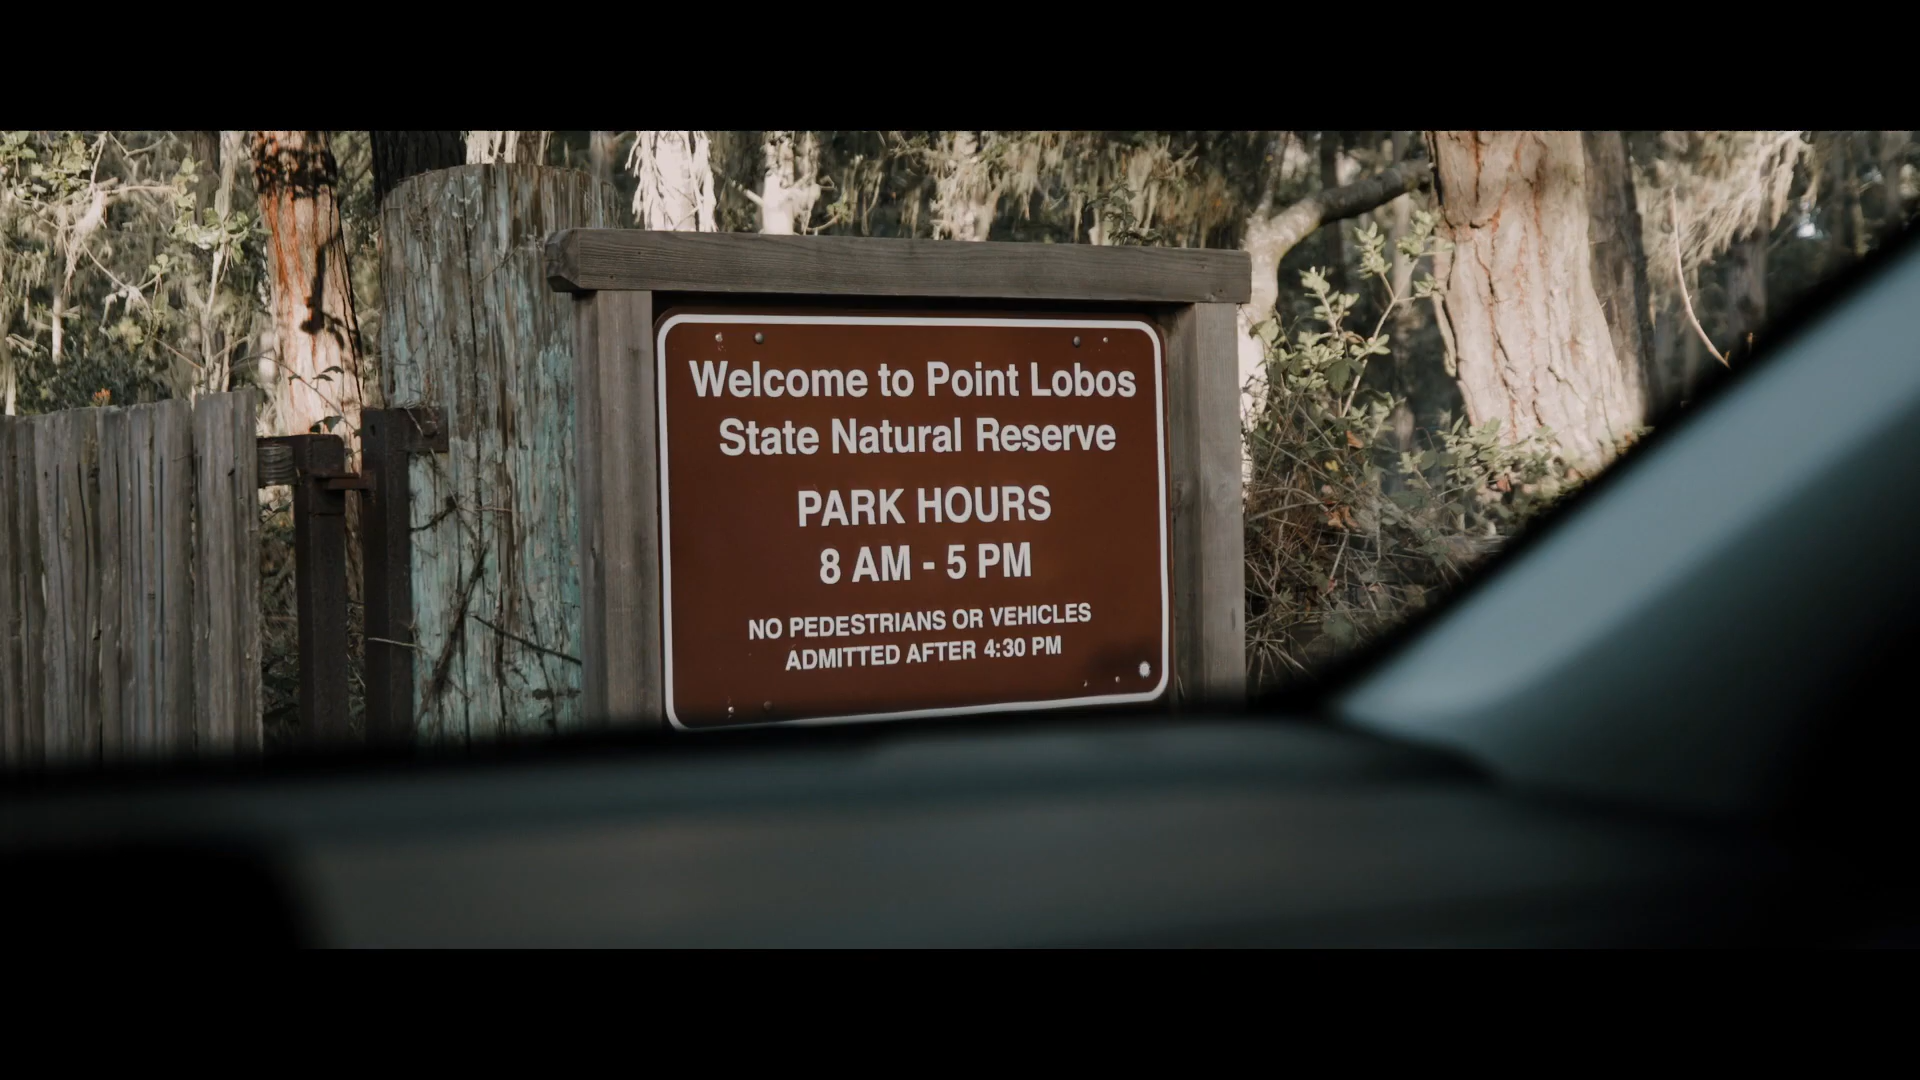 Welcome to Point Lobos
State Natural Reserve
PARK HOURS
8 AM - 5 PM
NO PEDESTRIANS OR VEHICLES
ADMITTED AFTER 4:30 PM